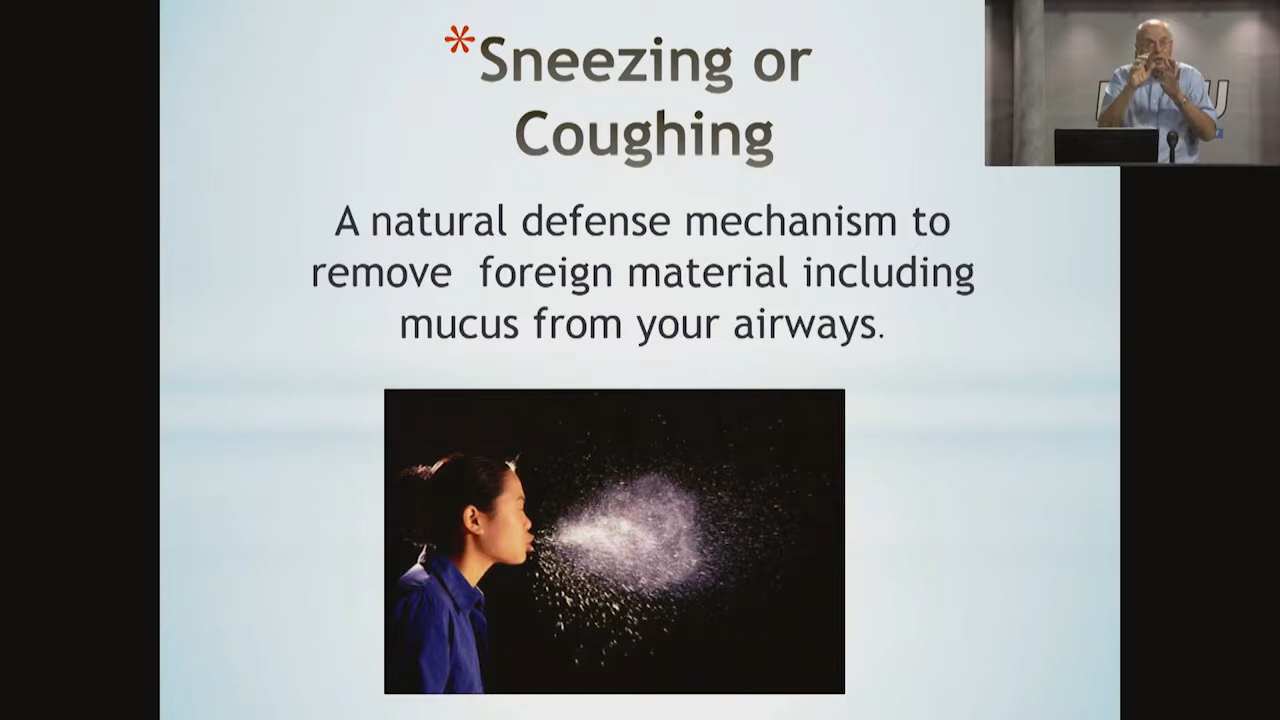 *Sneezing or
Coughing
A natural defense mechanism to
remove  foreign material including
mucus from your airways.